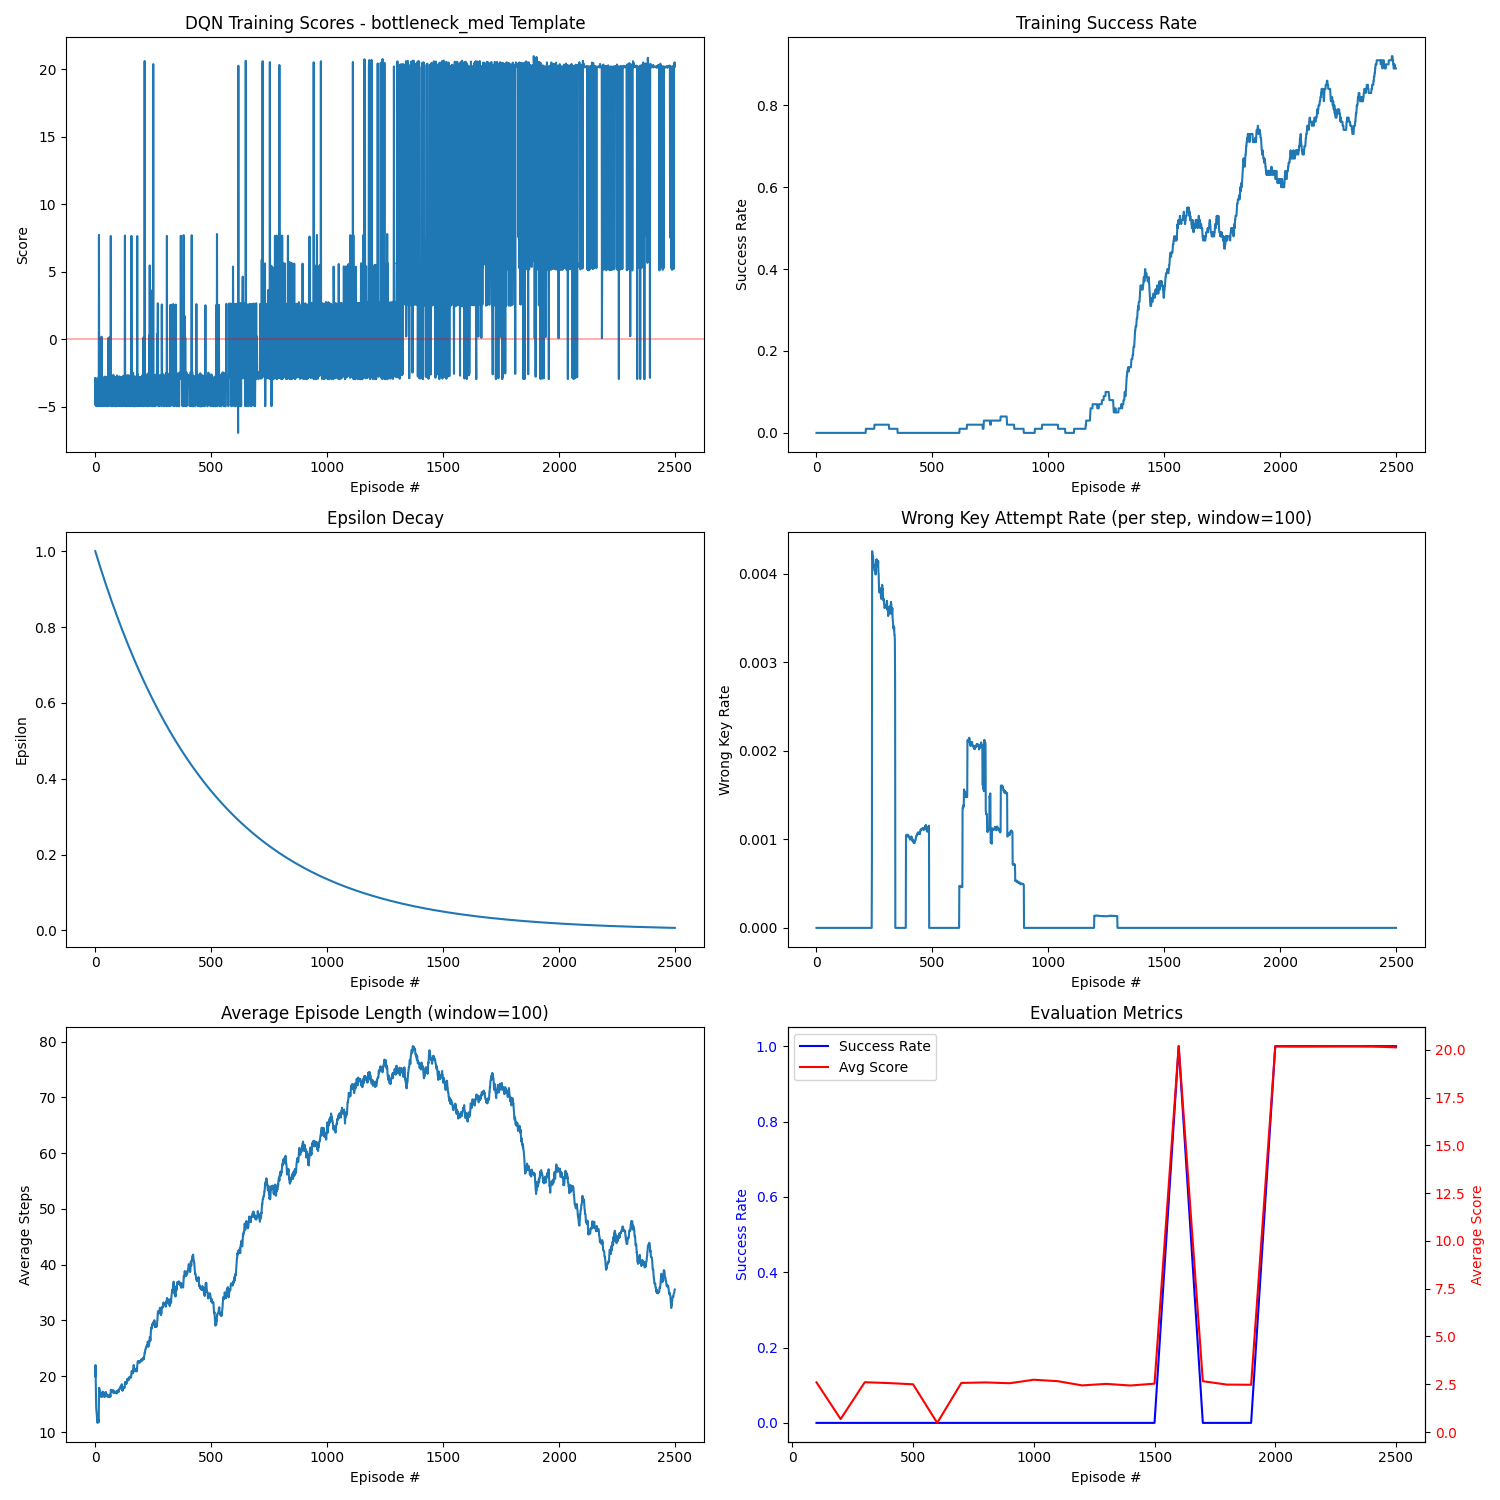 DQN Training Scores - bottleneck_med Template
20
15
10
5
0
−5
Score
0 500 1000 1500 2000 2500
Episode #
Training Success Rate
0.8
0.6
0.4
0.2
0.0
Success Rate
0 500 1000 1500 2000 2500
Episode #
Epsilon Decay
1.0
0.8
0.6
0.4
0.2
0.0
Epsilon
0 500 1000 1500 2000 2500
Episode #
Wrong Key Attempt Rate (per step, window=100)
0.004
0.003
0.002
0.001
0.000
Wrong Key Rate
0 500 1000 1500 2000 2500
Episode #
Average Episode Length (window=100)
80
70
60
50
40
30
20
10
Average Steps
0 500 1000 1500 2000 2500
Episode #
Evaluation Metrics
Success Rate
Avg Score
1.0
0.8
0.6
0.4
0.2
0.0
Success Rate
20.0
17.5
15.0
12.5
10.0
7.5
5.0
2.5
0.0
Average Score
0 500 1000 1500 2000 2500
Episode #